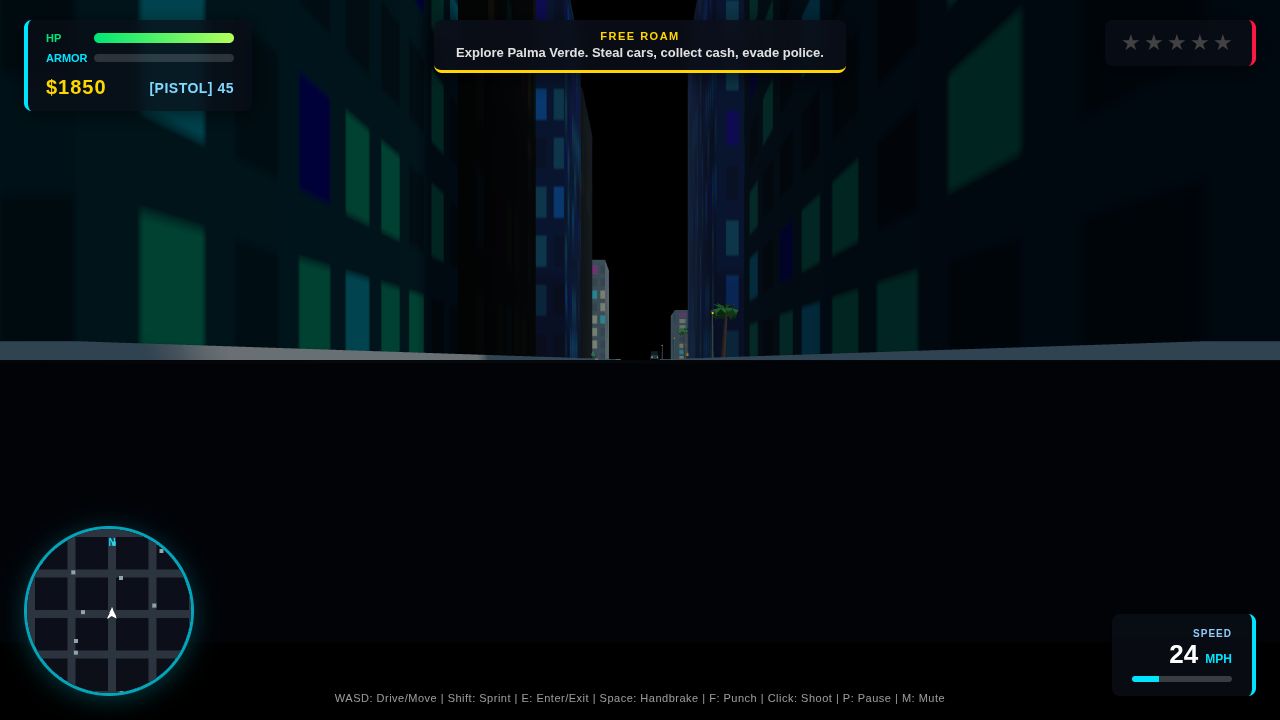 HP
ARMOR
$1850 [PISTOL] 45
FREE ROAM
Explore Palma Verde. Steal cars, collect cash, evade police.
★★★★★
N
SPEED
24 MPH
WASD: Drive/Move | Shift: Sprint | E: Enter/Exit | Space: Handbrake | F: Punch | Click: Shoot | P: Pause | M: Mute